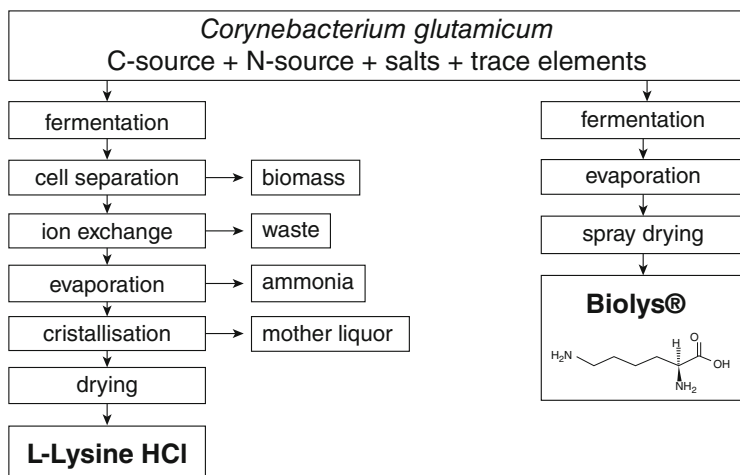 Corynebacterium glutamicum
C-source + N-source + salts + trace elements
fermentation
cell separation
biomass
ion exchange
waste
evaporation
ammonia
cristallisation
mother liquor
drying
L-Lysine HCl
fermentation
evaporation
spray drying
Biolys®
H₂N
H
O
OH
NH₂